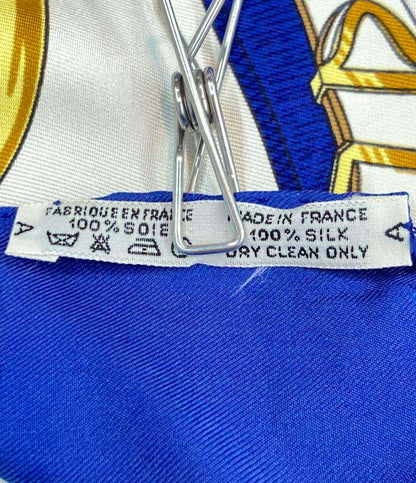 A
FABRIQUE EN FRANCE
100% SOIE
MADE IN FRANCE
100% SILK
DRY CLEAN ONLY
A